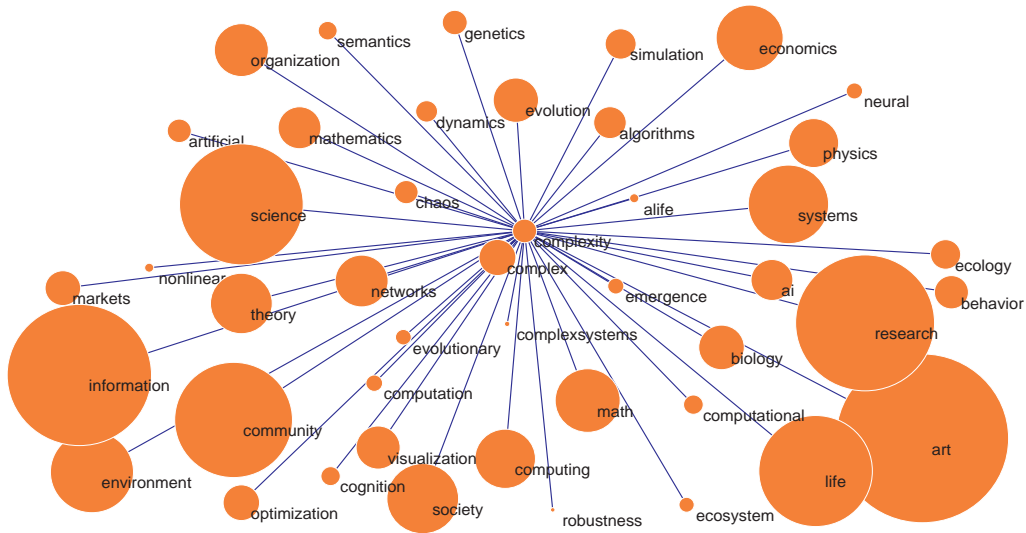 genetics
semantics
economics
simulation
organization
neural
evolution
dynamics
algorithms
mathematics
artificial
physics
chaos
alife
science
systems
complexity
ecology
complex
nonlinear
networks
emergence
ai
markets
behavior
theory
complexsystems
research
evolutionary
biology
information
computation
math
computational
community
art
visualization
computing
environment
cognition
life
society
optimization
robustness
ecosystem